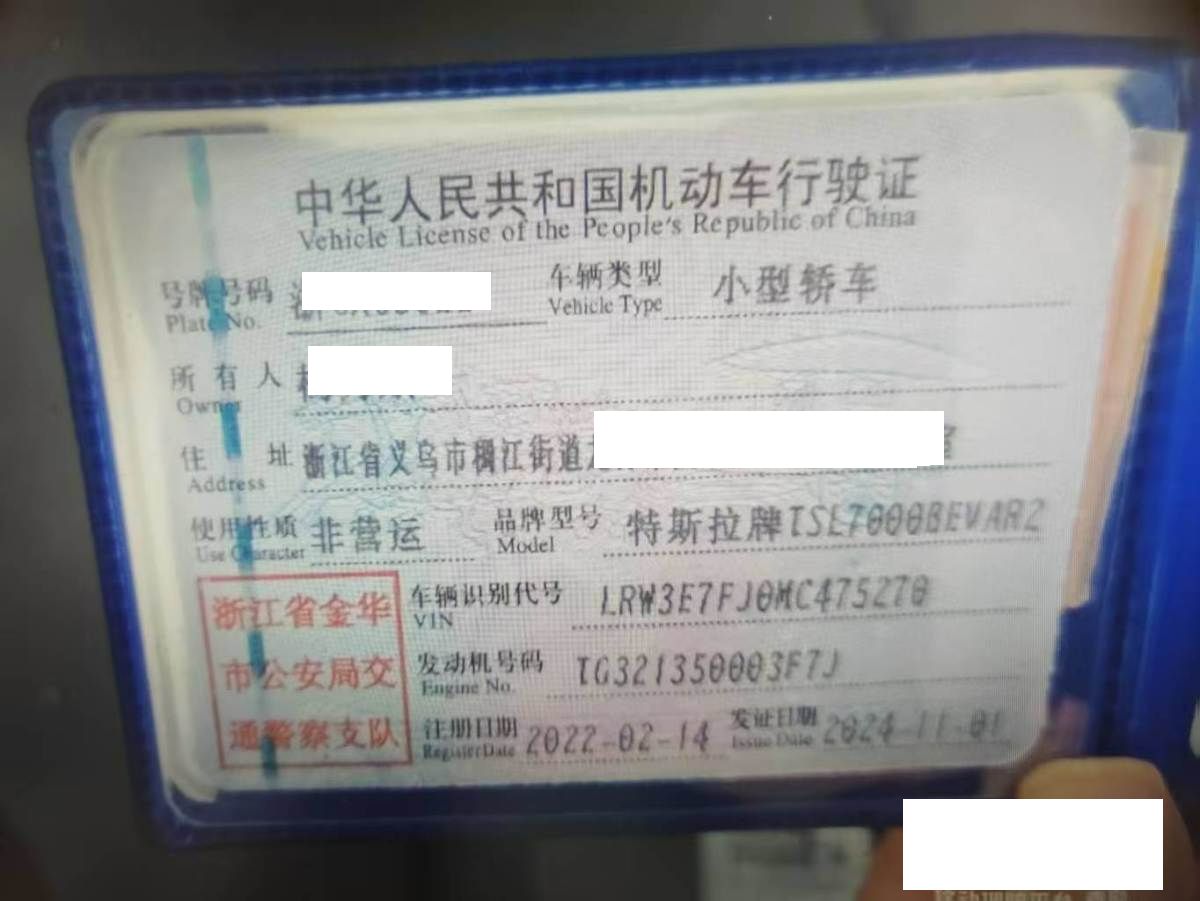 中华人民共和国机动车行驶证
Vehicle License of the People's Republic of China
号牌号码 浙 车辆类型 小型轿车
Plate No. Vehicle Type
所有人
Owner
住址 浙江省义乌市稠江街道
Address
使用性质 非营运 品牌型号 特斯拉牌TSL7000BEVAR2
Use Character Model
浙江省金华 车辆识别代号 LRW3E7FJ0MC475270
VIN
市公安局交 发动机号码 TG321350003F7J
Engine No.
通警察支队 注册日期 2022-02-14 发证日期 2024-11-01
Register Date Issue Date